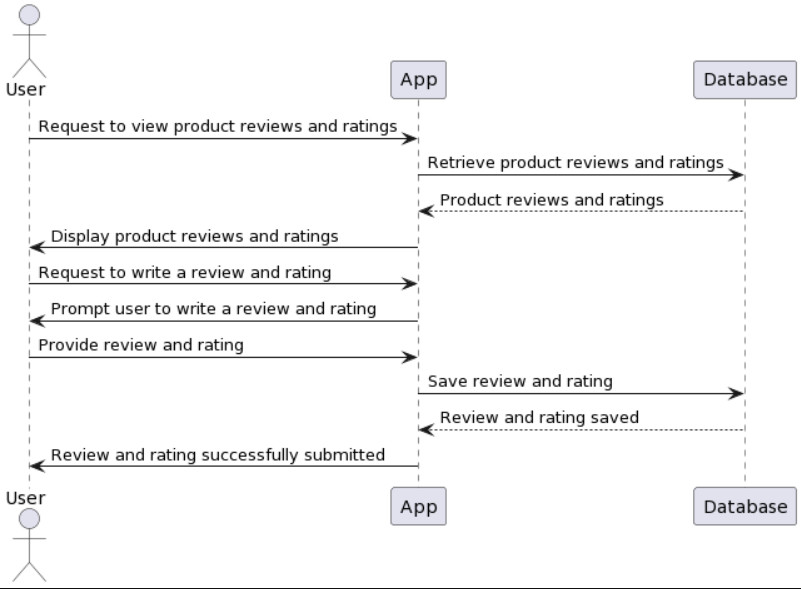 User
App
Database
Request to view product reviews and ratings
Retrieve product reviews and ratings
Product reviews and ratings
Display product reviews and ratings
Request to write a review and rating
Prompt user to write a review and rating
Provide review and rating
Save review and rating
Review and rating saved
Review and rating successfully submitted
User
App
Database